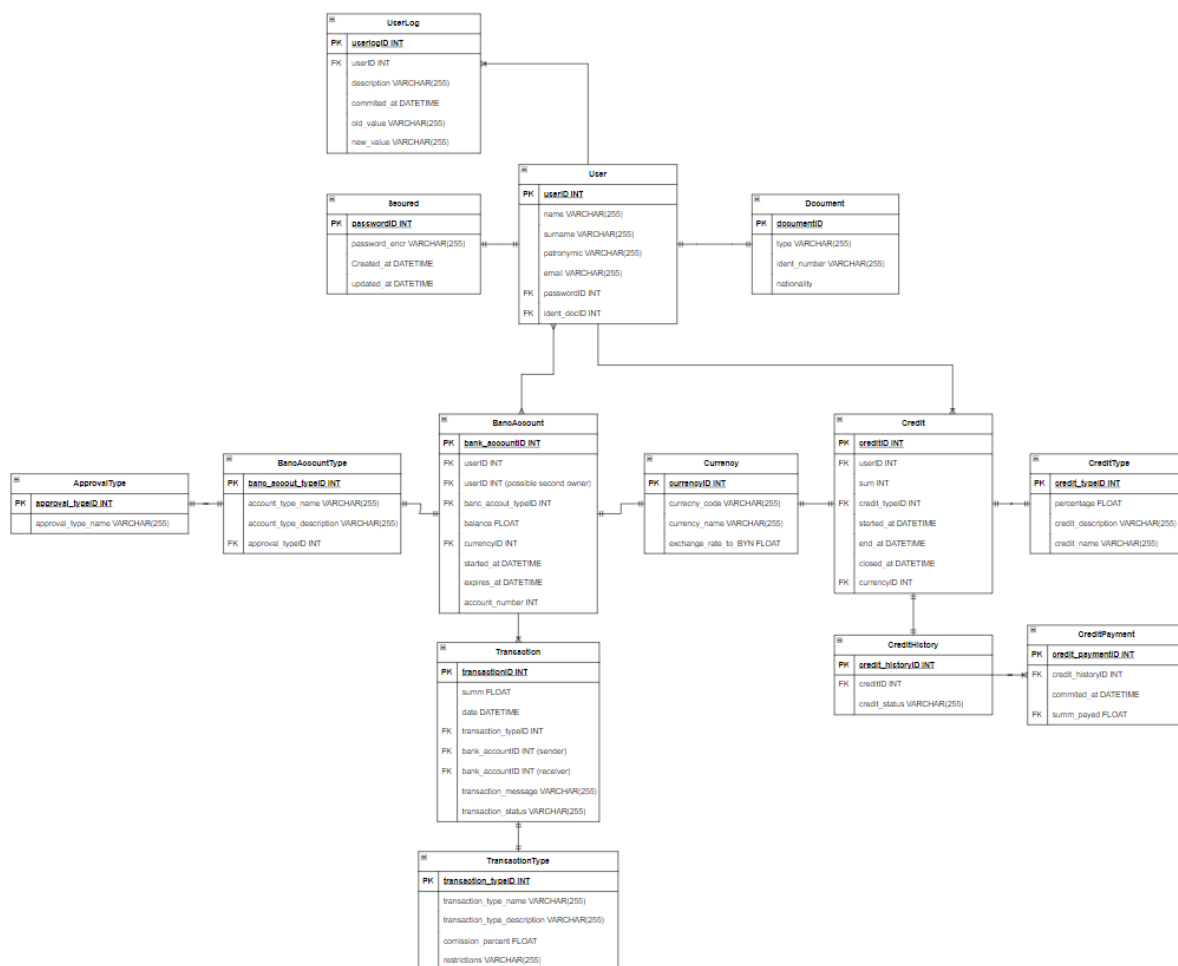 UserLog
PK userlogID INT
FK userID INT
description VARCHAR(255)
commited_at DATETIME
old_value VARCHAR(255)
new_value VARCHAR(255)
User
PK userID INT
name VARCHAR(255)
surname VARCHAR(255)
patronymic VARCHAR(255)
email VARCHAR(255)
FK passwordID INT
FK ident_docID INT
Secured
PK passwordID INT
password_encr VARCHAR(255)
Created_at DATETIME
updated_at DATETIME
Document
PK documentID
type VARCHAR(255)
ident_number VARCHAR(255)
nationality
BancAccount
PK bank_accountID INT
FK userID INT
FK userID INT (possible second owner)
FK banc_accout_typeID INT
balance FLOAT
FK currencyID INT
started_at DATETIME
expires_at DATETIME
account_number INT
Credit
PK creditID INT
FK userID INT
sum INT
FK credit_typeID INT
started_at DATETIME
end_at DATETIME
closed_at DATETIME
FK currencyID INT
ApprovalType
PK approval_typeID INT
approval_type_name VARCHAR(255)
BancAccountType
PK banc_accout_typeID INT
account_type_name VARCHAR(255)
account_type_description VARCHAR(255)
FK approval_typeID INT
Currency
PK currencyID INT
currecny_code VARCHAR(255)
currency_name VARCHAR(255)
exchange_rate_to_BYN FLOAT
CreditType
PK credit_typeID INT
percentage FLOAT
credit_description VARCHAR(255)
credit_name VARCHAR(255)
Transaction
PK transactionID INT
summ FLOAT
date DATETIME
FK transaction_typeID INT
FK bank_accountID INT (sender)
FK bank_accountID INT (receiver)
transaction_message VARCHAR(255)
transaction_status VARCHAR(255)
CreditHistory
PK credit_historyID INT
FK creditID INT
credit_status VARCHAR(255)
CreditPayment
PK credit_paymentID INT
FK credit_historyID INT
commited_at DATETIME
FK summ_payed FLOAT
TransactionType
PK transaction_typeID INT
transaction_type_name VARCHAR(255)
transaction_type_description VARCHAR(255)
comission_percent FLOAT
restrictions VARCHAR(255)